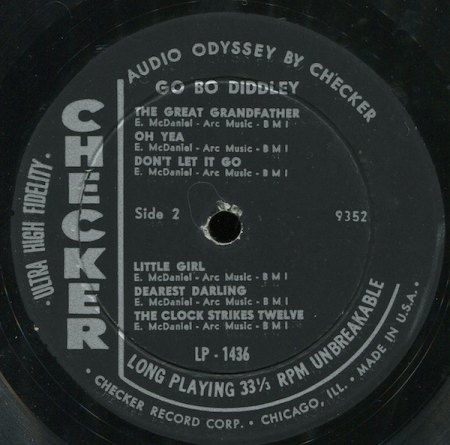 AUDIO ODYSSEY BY CHECKER
GO BO DIDDLEY
THE GREAT GRANDFATHER
E. McDaniel - Arc Music - B M I
OH YEA
E. McDaniel - Arc Music - B M I
DON'T LET IT GO
E. McDaniel - Arc Music - B M I
Side 2
9352
LITTLE GIRL
E. McDaniel - Arc Music - B M I
DEAREST DARLING
E. McDaniel - Arc Music - B M I
THE CLOCK STRIKES TWELVE
E. McDaniel - Arc Music - B M I
LP - 1436
LONG PLAYING 33⅓ RPM UNBREAKABLE
CHECKER
· ULTRA HIGH FIDELITY ·
· CHECKER RECORD CORP. · CHICAGO, ILL. · MADE IN U.S.A. ·